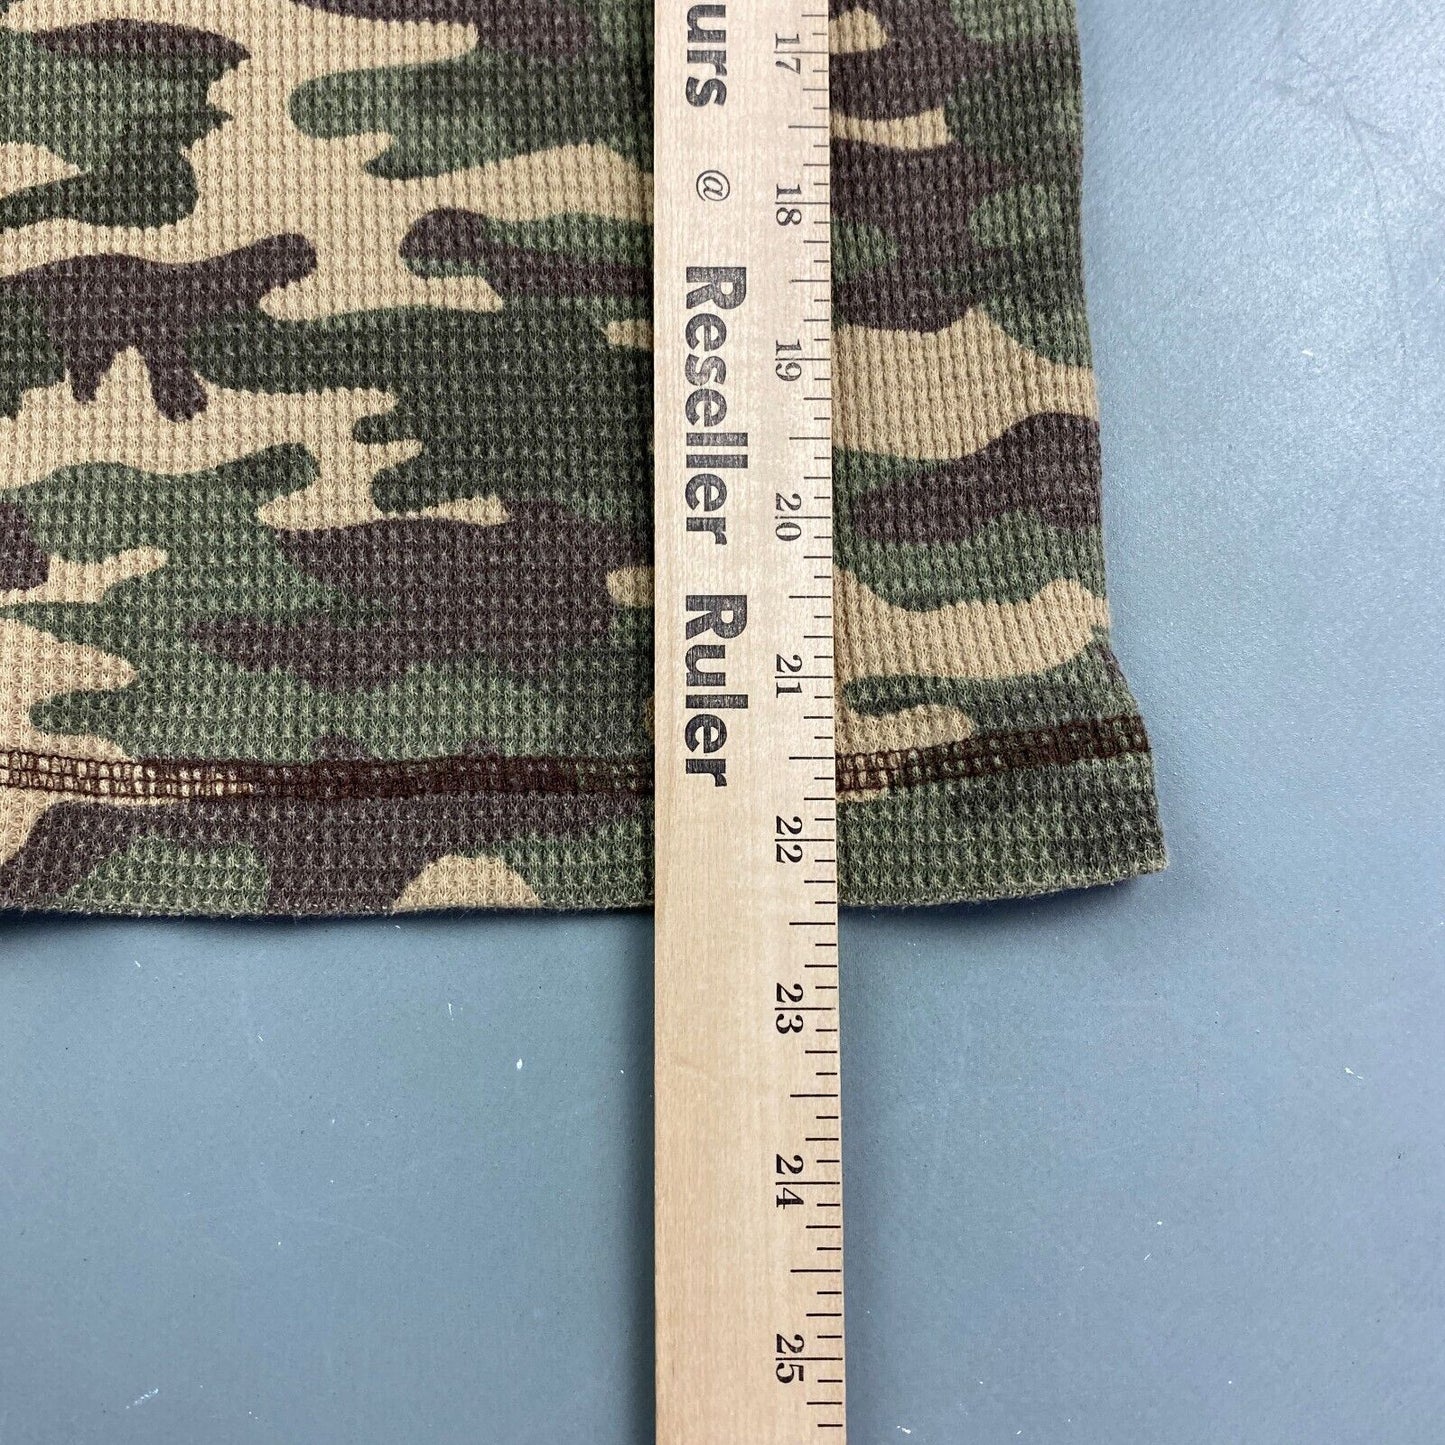 urs @ Reseller Ruler
17 18 19 20 21 22 23 24 25